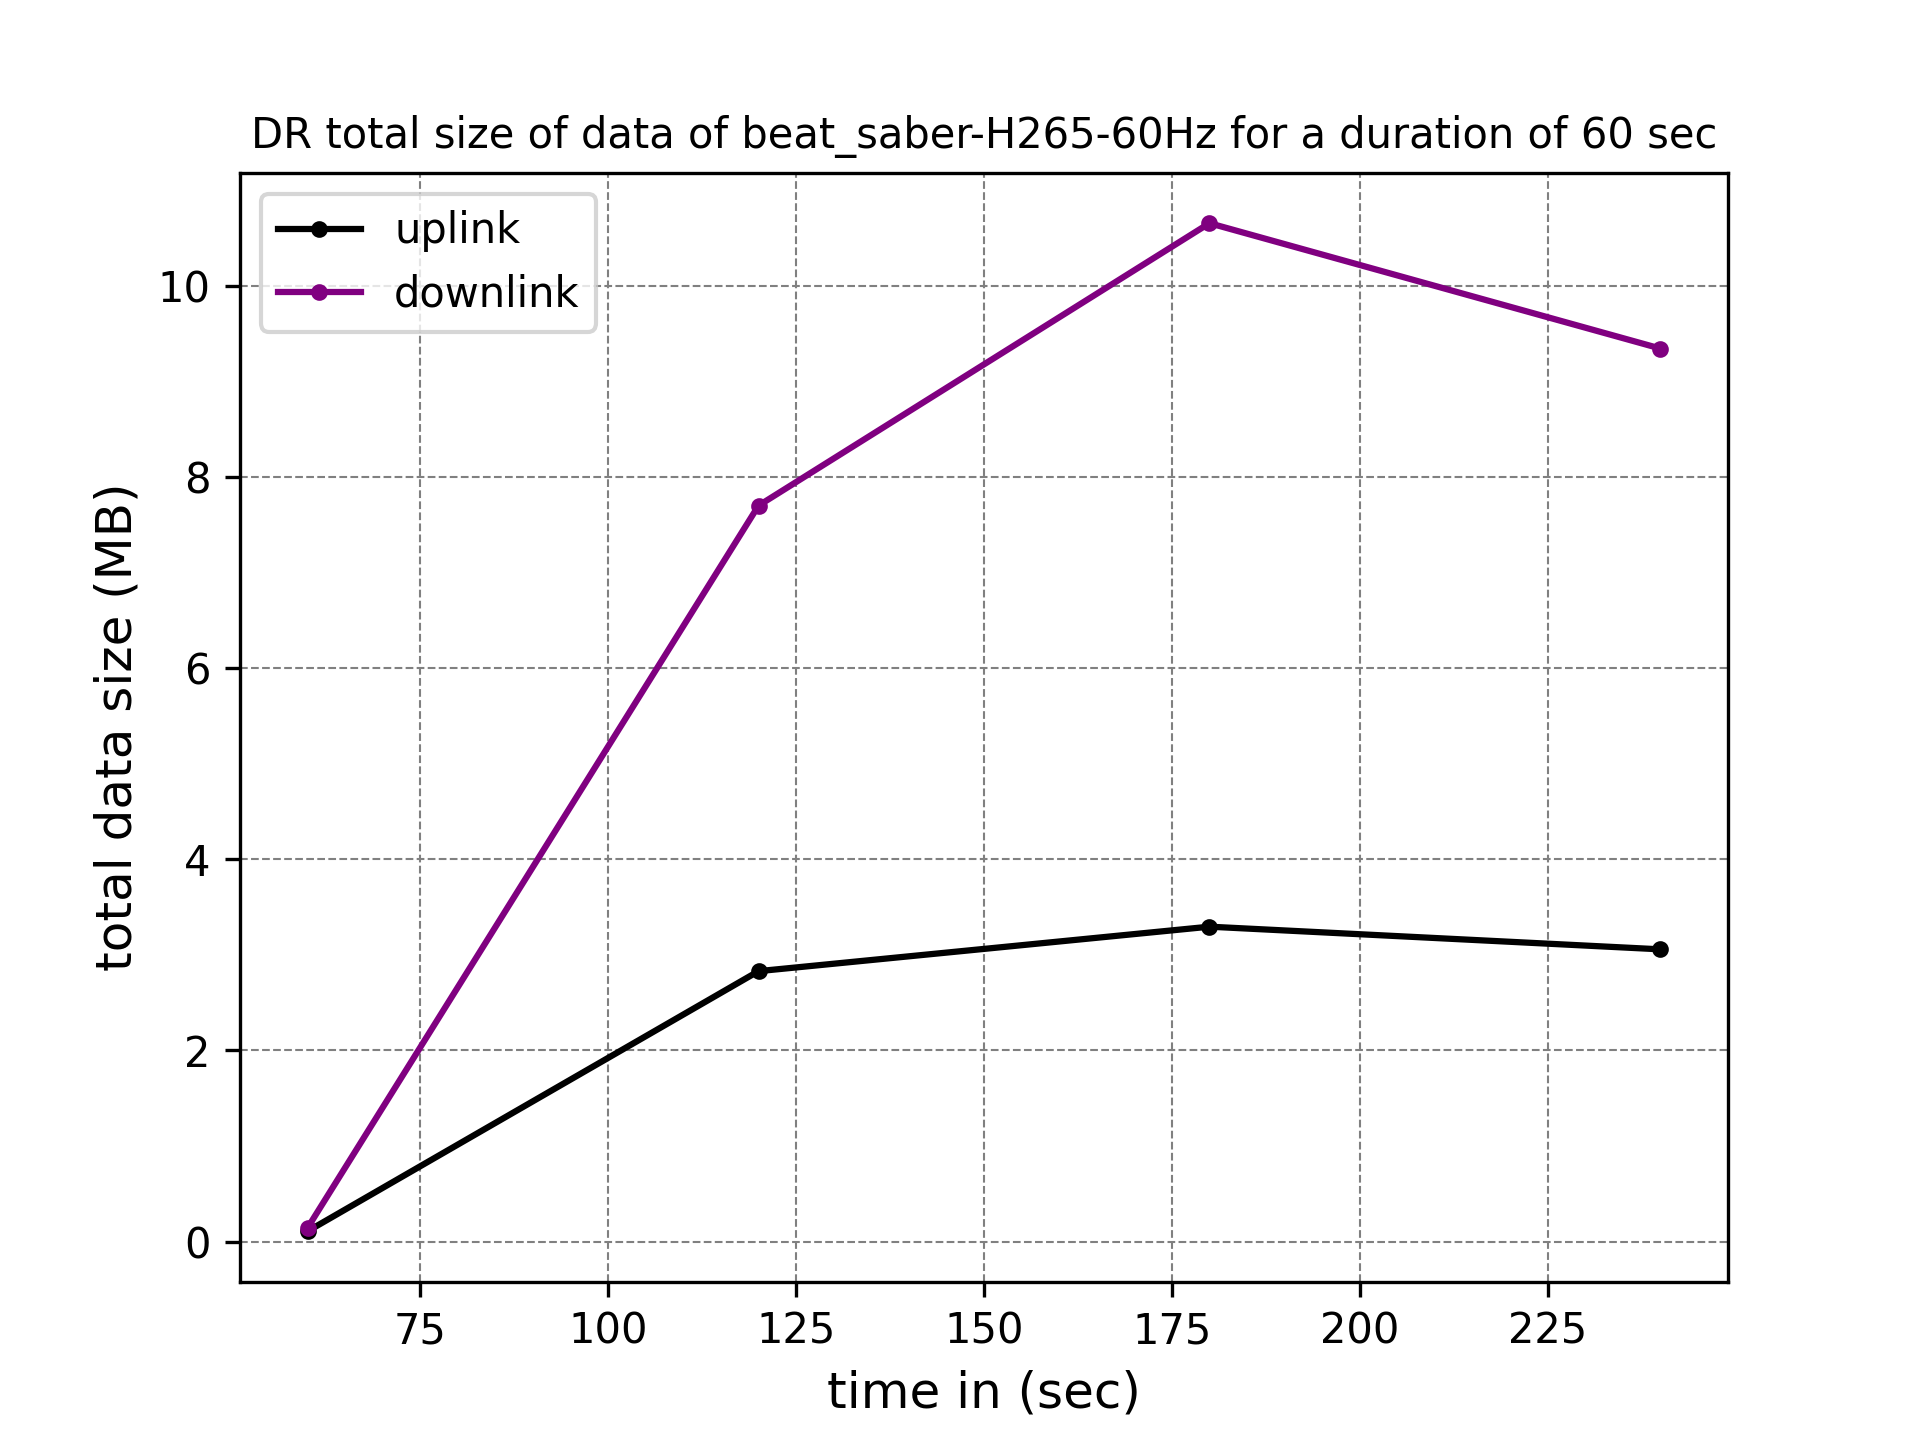 DR total size of data of beat_saber-H265-60Hz for a duration of 60 sec
uplink
downlink
total data size (MB)
10
8
6
4
2
0
75 100 125 150 175 200 225
time in (sec)